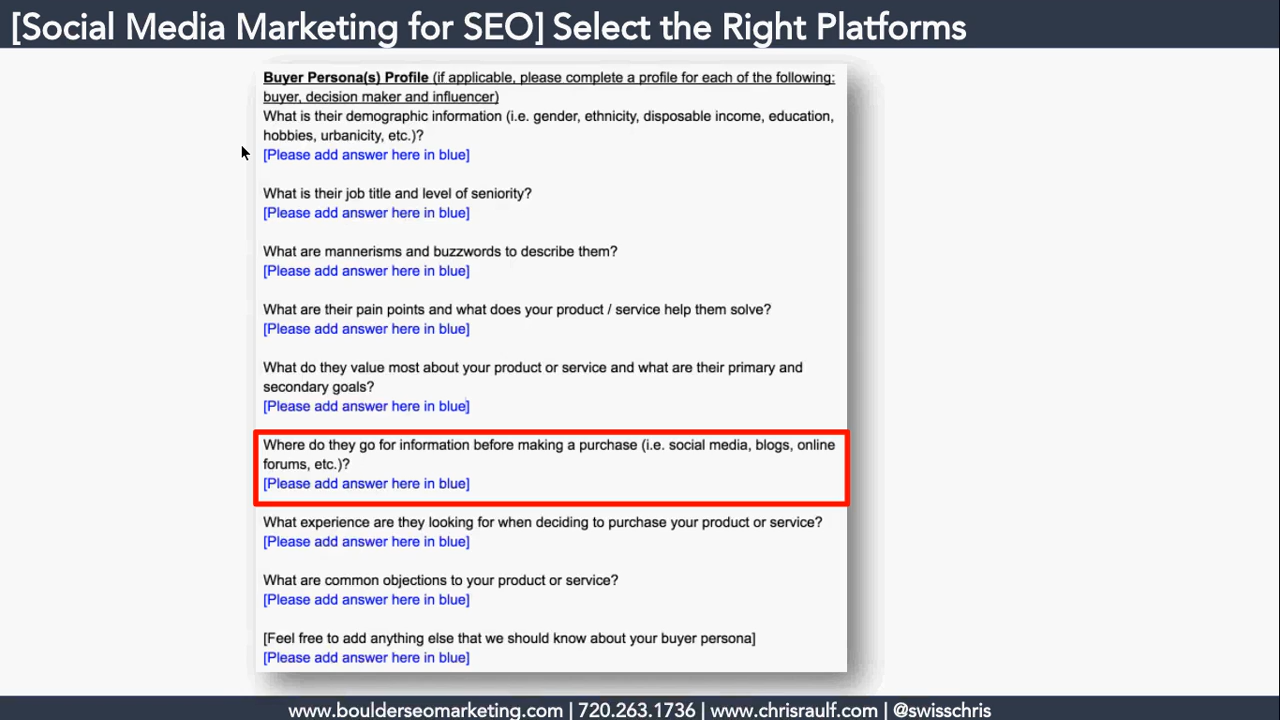 [Social Media Marketing for SEO] Select the Right Platforms
Buyer Persona(s) Profile (if applicable, please complete a profile for each of the following:
buyer, decision maker and influencer)
What is their demographic information (i.e. gender, ethnicity, disposable income, education,
hobbies, urbanicity, etc.)?
[Please add answer here in blue]
What is their job title and level of seniority?
[Please add answer here in blue]
What are mannerisms and buzzwords to describe them?
[Please add answer here in blue]
What are their pain points and what does your product / service help them solve?
[Please add answer here in blue]
What do they value most about your product or service and what are their primary and
secondary goals?
[Please add answer here in blue]
Where do they go for information before making a purchase (i.e. social media, blogs, online
forums, etc.)?
[Please add answer here in blue]
What experience are they looking for when deciding to purchase your product or service?
[Please add answer here in blue]
What are common objections to your product or service?
[Please add answer here in blue]
[Feel free to add anything else that we should know about your buyer persona]
[Please add answer here in blue]
www.boulderseomarketing.com | 720.263.1736 | www.chrisraulf.com | @swisschris